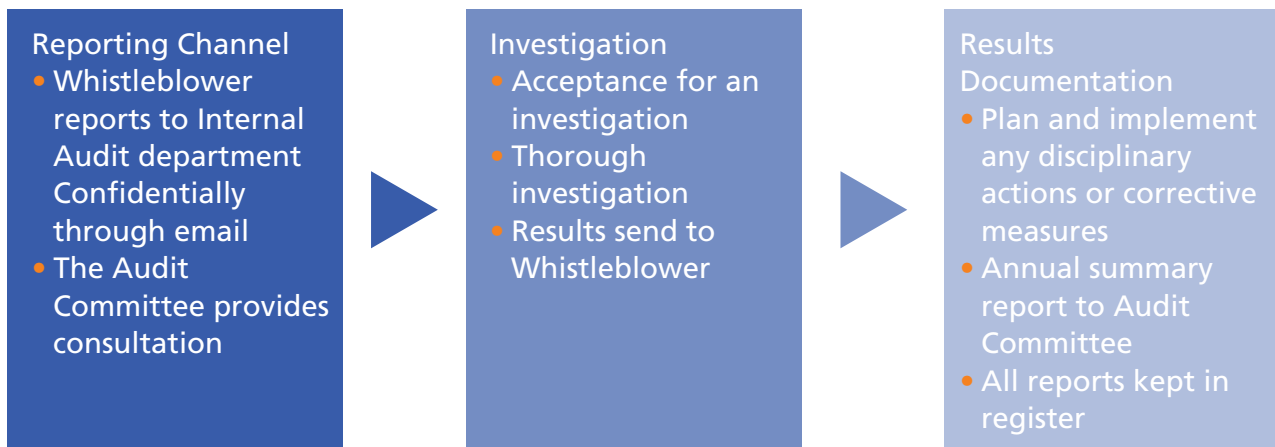 Reporting Channel
• Whistleblower
reports to Internal
Audit department
Confidentially
through email
• The Audit
Committee provides
consultation
Investigation
• Acceptance for an
investigation
• Thorough
investigation
• Results send to
Whistleblower
Results
Documentation
• Plan and implement
any disciplinary
actions or corrective
measures
• Annual summary
report to Audit
Committee
• All reports kept in
register